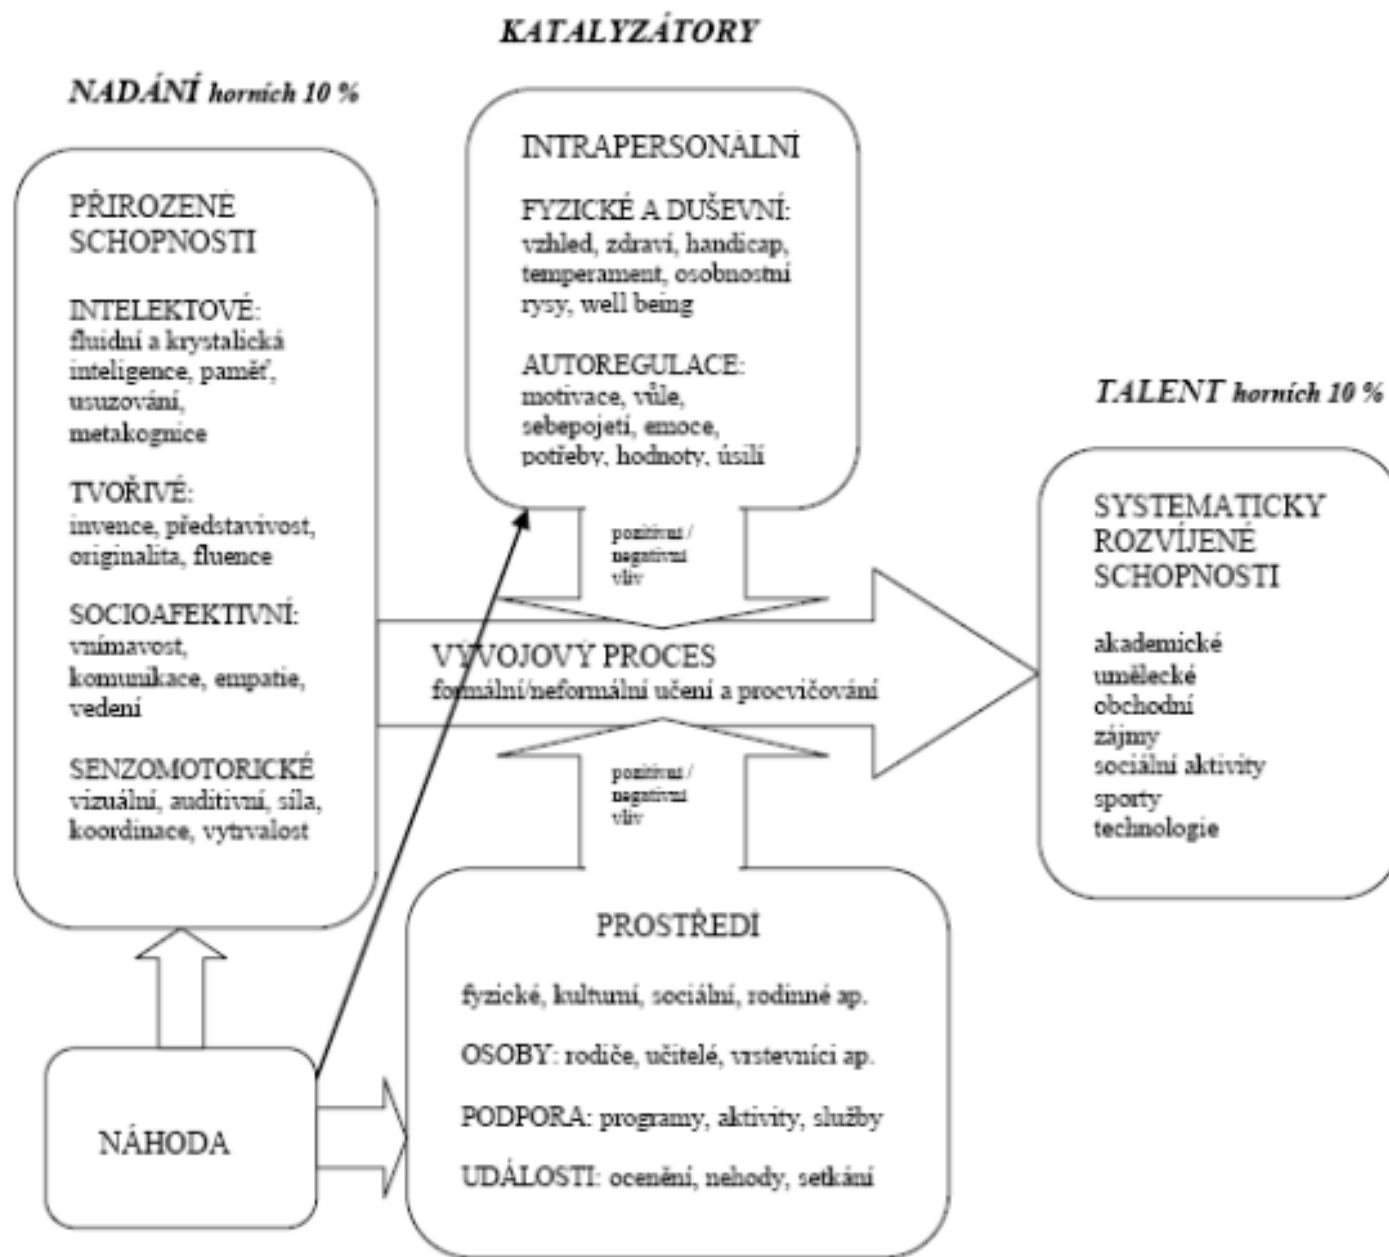 KATALYZÁTORY
NADÁNÍ horních 10 %
PŘIROZENÉ
SCHOPNOSTI
INTELEKTOVÉ:
fluidní a krystalická
inteligence, paměť,
usuzování,
metakognice
TVOŘIVÉ:
invence, představivost,
originalita, fluence
SOCIOAFEKTIVNÍ:
vnímavost,
komunikace, empatie,
vedení
SENZOMOTORICKÉ
vizuální, auditivní, síla,
koordinace, vytrvalost
INTRAPERSONÁLNÍ
FYZICKÉ A DUŠEVNÍ:
vzhled, zdraví, handicap,
temperament, osobnostní
rysy, well being
AUTOREGULACE:
motivace, vůle,
sebepojetí, emoce,
potřeby, hodnoty, úsilí
pozitivní /
negativní
vliv
VÝVOJOVÝ PROCES
formální/neformální učení a procvičování
pozitivní /
negativní
vliv
TALENT horních 10 %
SYSTEMATICKY
ROZVÍJENÉ
SCHOPNOSTI
akademické
umělecké
obchodní
zájmy
sociální aktivity
sporty
technologie
PROSTŘEDÍ
fyzické, kulturní, sociální, rodinné ap.
OSOBY: rodiče, učitelé, vrstevníci ap.
PODPORA: programy, aktivity, služby
UDÁLOSTI: ocenění, nehody, setkání
NÁHODA